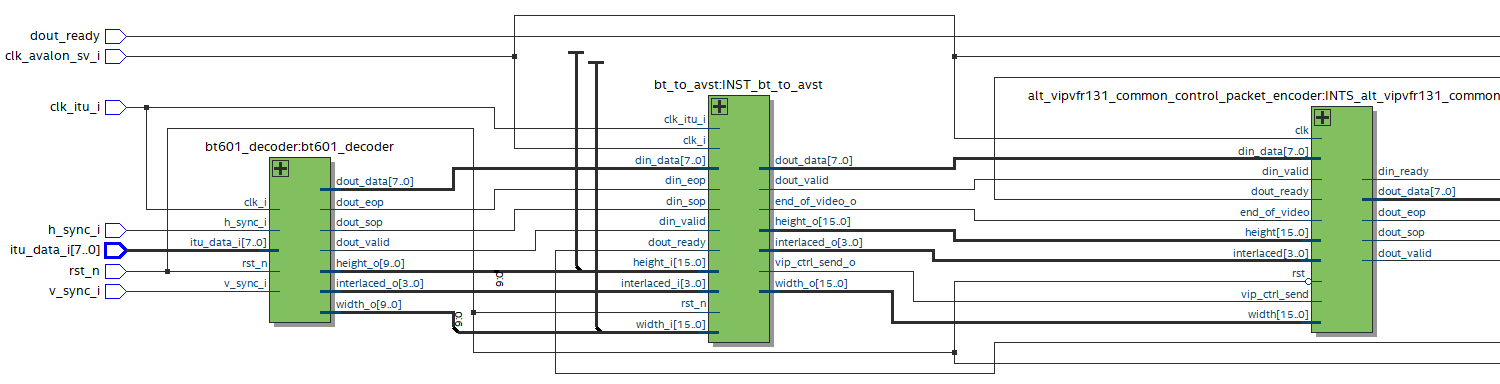 dout_ready
clk_avalon_sv_i
clk_itu_i
h_sync_i
itu_data_i[7..0]
rst_n
v_sync_i
bt601_decoder:bt601_decoder
clk_i
h_sync_i
itu_data_i[7..0]
rst_n
v_sync_i
dout_data[7..0]
dout_eop
dout_sop
dout_valid
height_o[9..0]
interlaced_o[3..0]
width_o[9..0]
9:0
9:0
bt_to_avst:INST_bt_to_avst
clk_itu_i
clk_i
din_data[7..0]
din_eop
din_sop
din_valid
dout_ready
height_i[15..0]
interlaced_i[3..0]
rst_n
width_i[15..0]
dout_data[7..0]
dout_valid
end_of_video_o
height_o[15..0]
interlaced_o[3..0]
vip_ctrl_send_o
width_o[15..0]
alt_vipvfr131_common_control_packet_encoder:INTS_alt_vipvfr131_common
clk
din_data[7..0]
din_valid
dout_ready
end_of_video
height[15..0]
interlaced[3..0]
rst
vip_ctrl_send
width[15..0]
din_ready
dout_data[7..0]
dout_eop
dout_sop
dout_valid